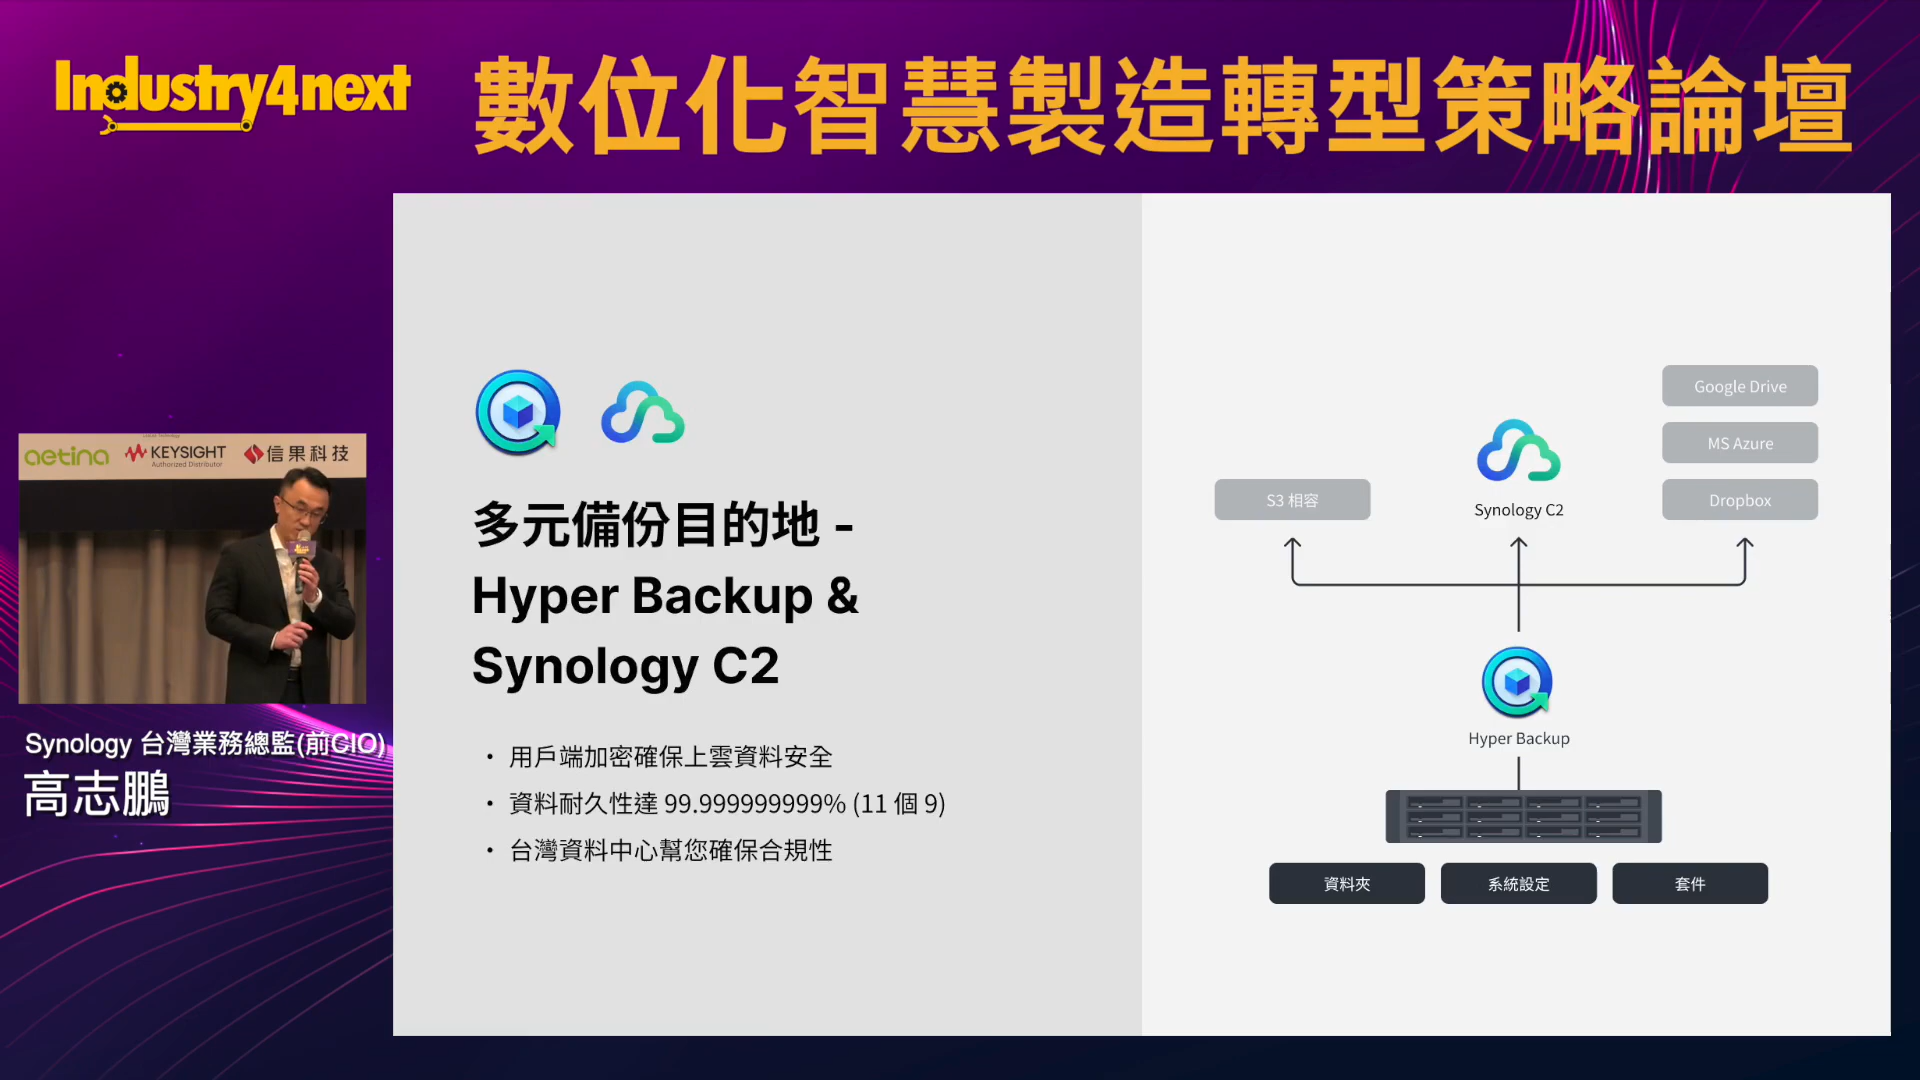 Industry4next
數位化智慧製造轉型策略論壇
aetina
KEYSIGHT
Authorized Distributor
信果科技
Synology 台灣業務總監(前CIO)
高志鵬
多元備份目的地 -
Hyper Backup &
Synology C2
• 用戶端加密確保上雲資料安全
• 資料耐久性達 99.999999999% (11 個 9)
• 台灣資料中心幫您確保合規性
Google Drive
MS Azure
Dropbox
S3 相容
Synology C2
Hyper Backup
資料夾
系統設定
套件